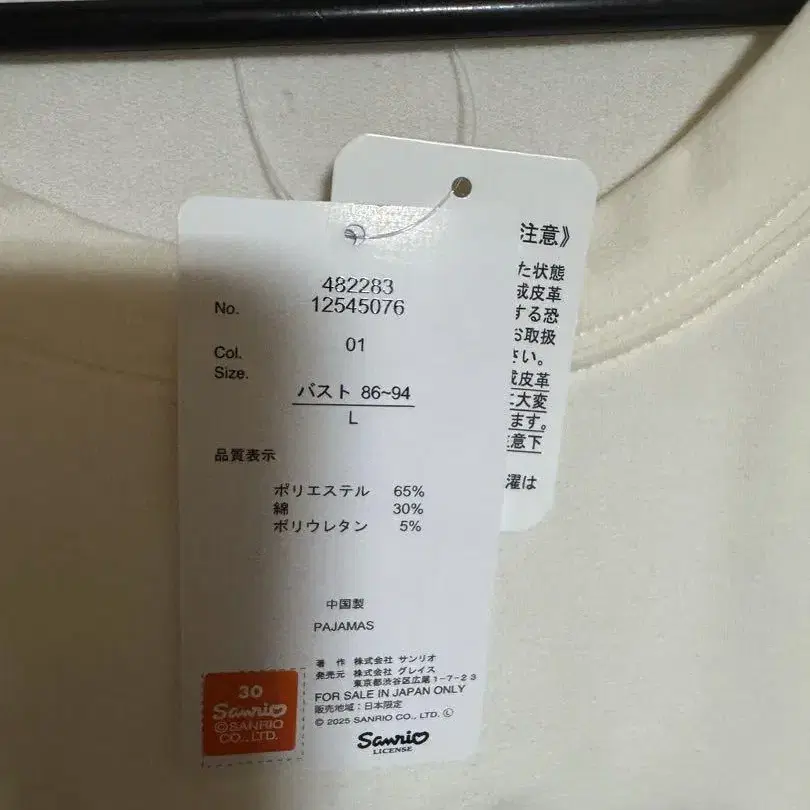 482283
No. 12545076
Col. 01
Size.
バスト 86~94
L
品質表示
ポリエステル 65%
綿 30%
ポリウレタン 5%
中国製
PAJAMAS
著 作 株式会社 サンリオ
発売元 株式会社 グレイス
東京都渋谷区広尾1-7-23
FOR SALE IN JAPAN ONLY
販売地域：日本限定
© 2025 SANRIO CO., LTD. Ⓛ
Sanrio
LICENSE
30
Sanrio
©SANRIO
CO., LTD.
注意》
た状態
成皮革
する恐
お取扱
さい。
成皮革
に大変
ます。
注意下
濯は